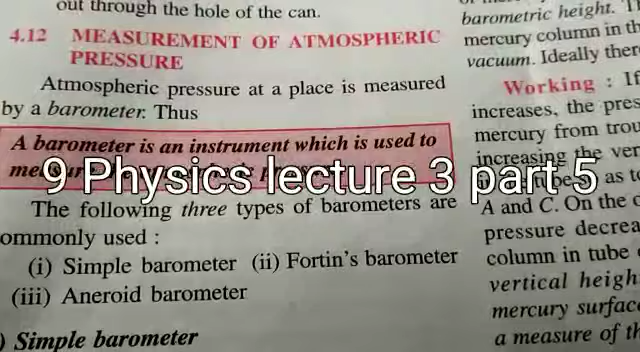 out through the hole of the can.
4.12 MEASUREMENT OF ATMOSPHERIC
PRESSURE
Atmospheric pressure at a place is measured
by a barometer. Thus
A barometer is an instrument which is used to
9 Physics lecture 3 part 5
The following three types of barometers are
ommonly used :
(i) Simple barometer (ii) Fortin's barometer
(iii) Aneroid barometer
) Simple barometer
barometric height.
mercury column in th
vacuum. Ideally ther
Working : If
increases, the pres
mercury from trou
increasing the ver
as to
A and C. On the o
pressure decrea
column in tube
vertical heigh
mercury surfac
a measure of th